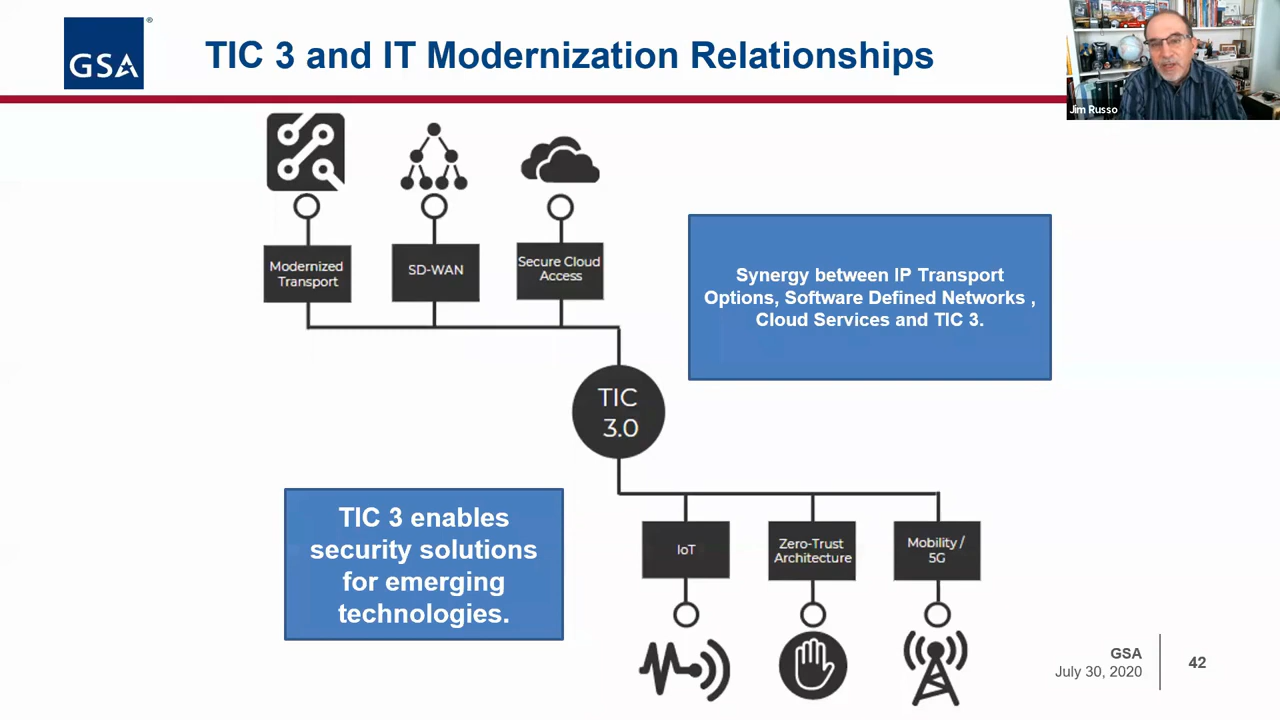 GSA
®
TIC 3 and IT Modernization Relationships
Jim Russo
Modernized
Transport
SD-WAN
Secure Cloud
Access
Synergy between IP Transport
Options, Software Defined Networks ,
Cloud Services and TIC 3.
TIC
3.0
TIC 3 enables
security solutions
for emerging
technologies.
IoT
Zero-Trust
Architecture
Mobility /
5G
GSA
July 30, 2020
42